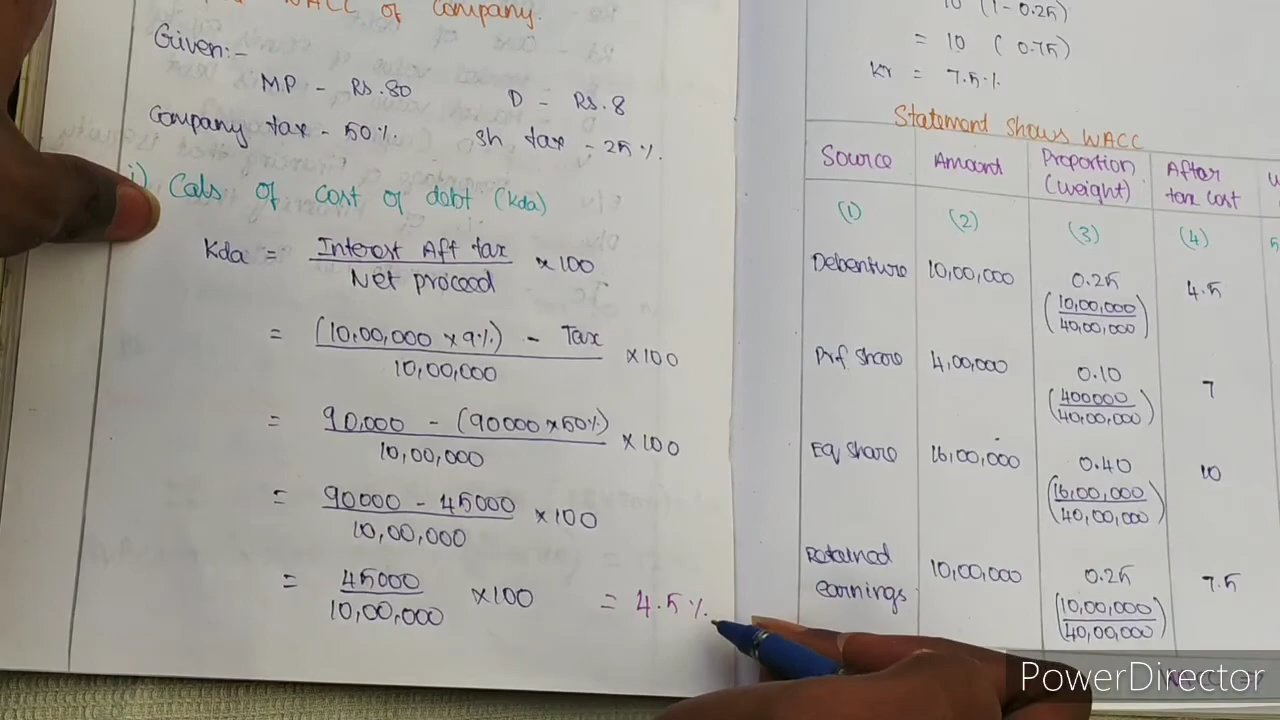 WACC of Company.
Given:-
M.P - Rs.80 D - Rs.8
Company tax - 50%. Sh tax - 25%.
i) Cals of Cost of debt (kda)
Kda = Interest Aft tax / Net proceed × 100
= (10,00,000 × 9%) - Tax / 10,00,000 × 100
= 90,000 - (90000 × 50%) / 10,00,000 × 100
= 90000 - 45000 / 10,00,000 × 100
= 45000 / 10,00,000 × 100 = 4.5%.
10 (1-0.25)
= 10 (0.75)
Kr = 7.5%.
Statement Shows WACC
Source Amount Proportion (weight) After tax cost
(1) (2) (3) (4)
Debenture 10,00,000 0.25 4.5
(10,00,000 / 40,00,000)
Prf Share 4,00,000 0.10 7
(400000 / 40,00,000)
Eq Share 16,00,000 0.40 10
(16,00,000 / 40,00,000)
Retained earnings 10,00,000 0.25 7.5
(10,00,000 / 40,00,000)
PowerDirector